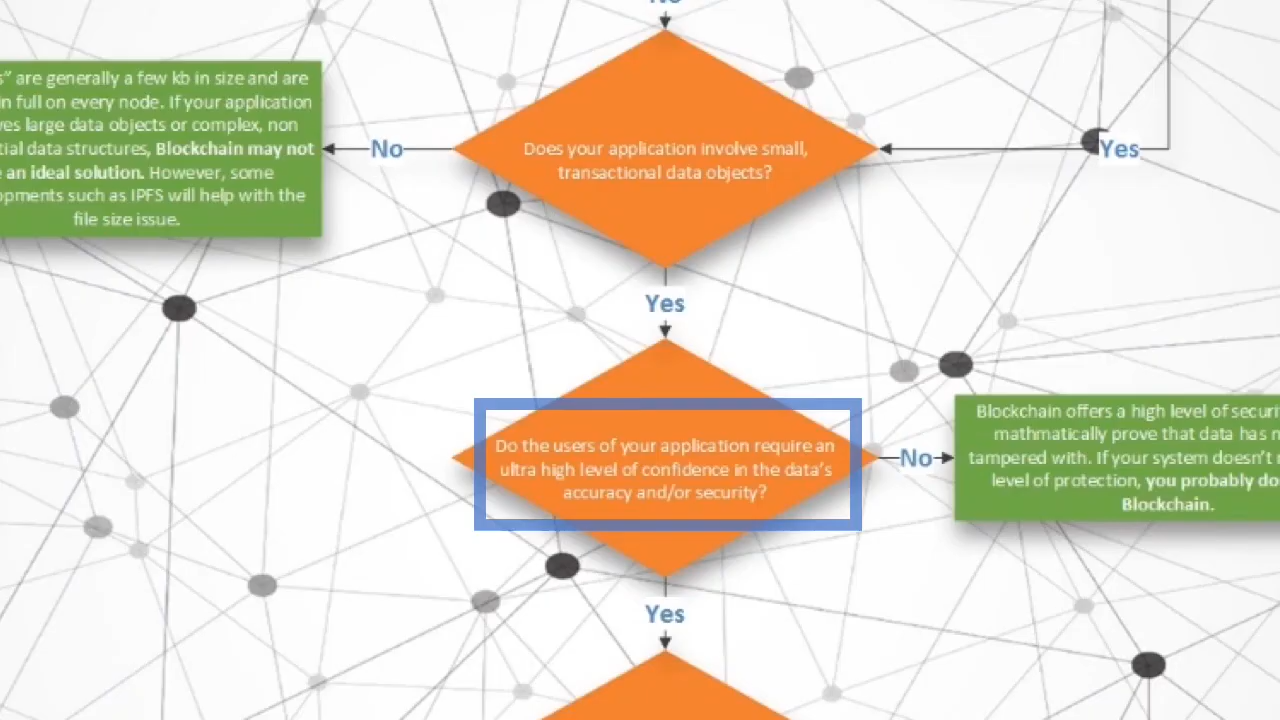 No
s” are generally a few kb in size and are
in full on every node. If your application
ves large data objects or complex, non
tial data structures, Blockchain may not
an ideal solution. However, some
opments such as IPFS will help with the
file size issue.
No
Does your application involve small,
transactional data objects?
Yes
Yes
Do the users of your application require an
ultra high level of confidence in the data’s
accuracy and/or security?
No
Blockchain offers a high level of securi
mathmatically prove that data has n
tampered with. If your system doesn’t
level of protection, you probably do
Blockchain.
Yes